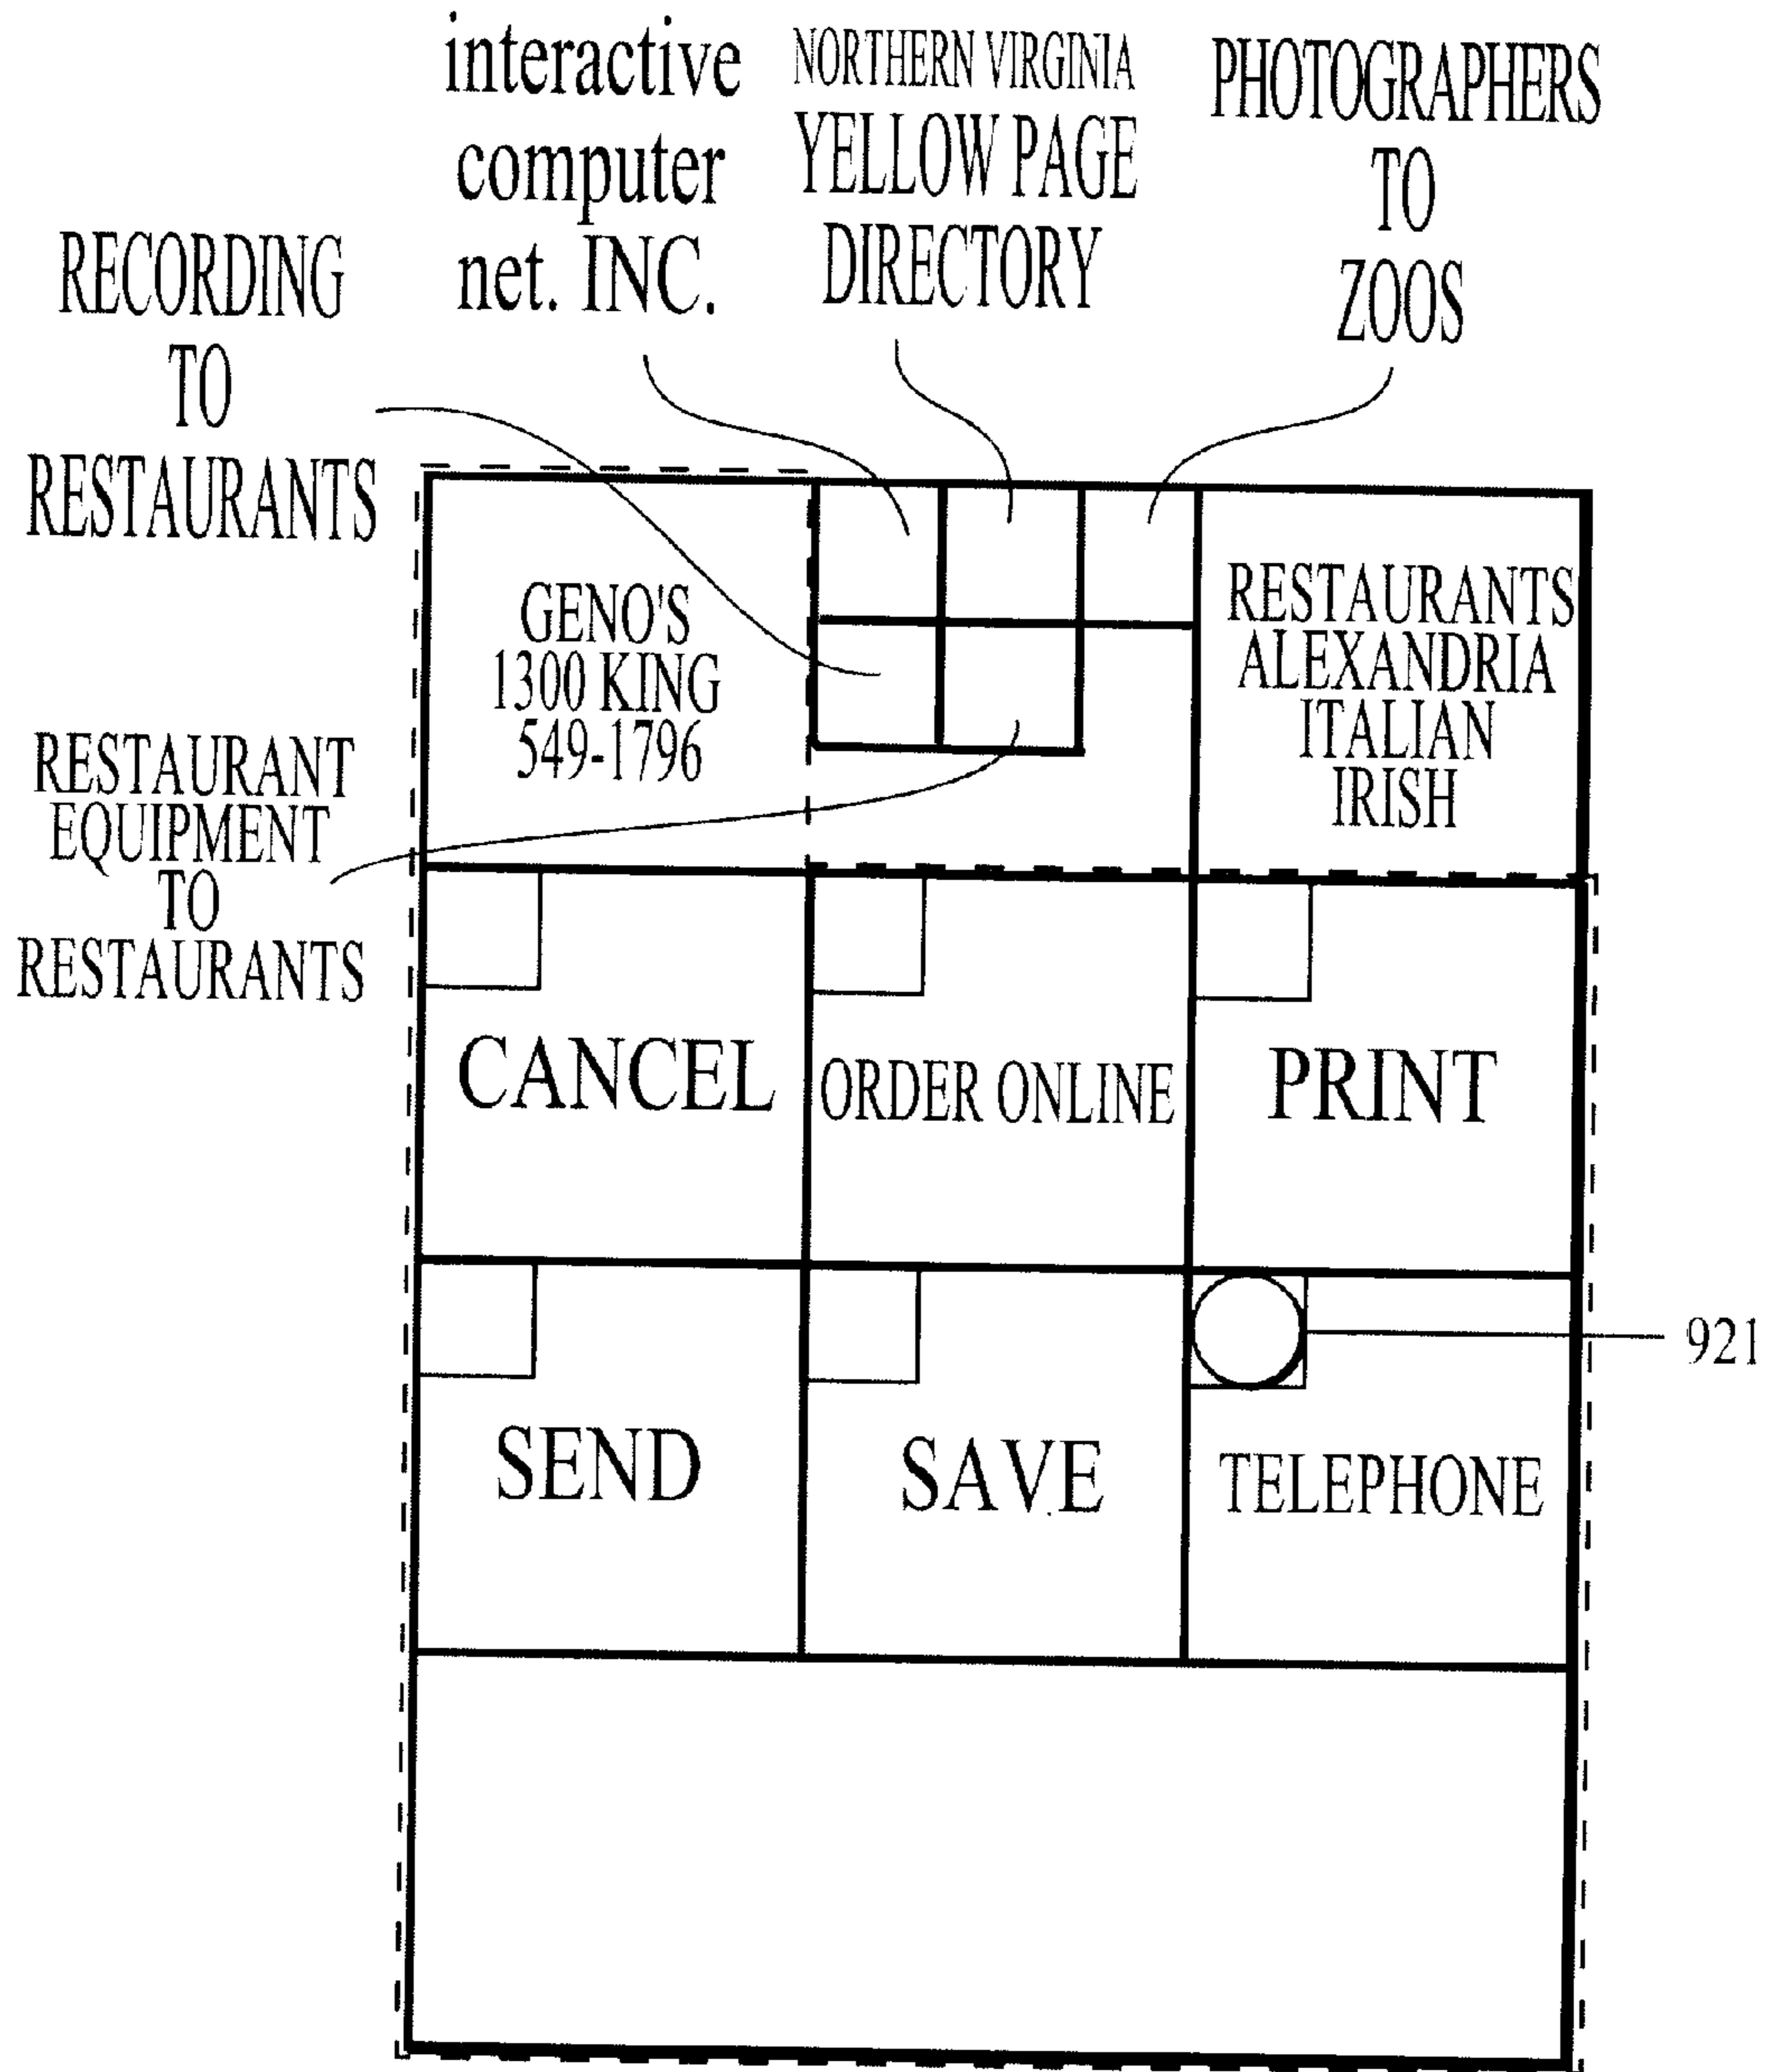 interactive
computer
net. INC.
NORTHERN VIRGINIA
YELLOW PAGE
DIRECTORY
PHOTOGRAPHERS
TO
ZOOS
RECORDING
TO
RESTAURANTS
GENO'S
1300 KING
549-1796
RESTAURANTS
ALEXANDRIA
ITALIAN
IRISH
RESTAURANT
EQUIPMENT
TO
RESTAURANTS
CANCEL
ORDER ONLINE
PRINT
921
SEND
SAVE
TELEPHONE